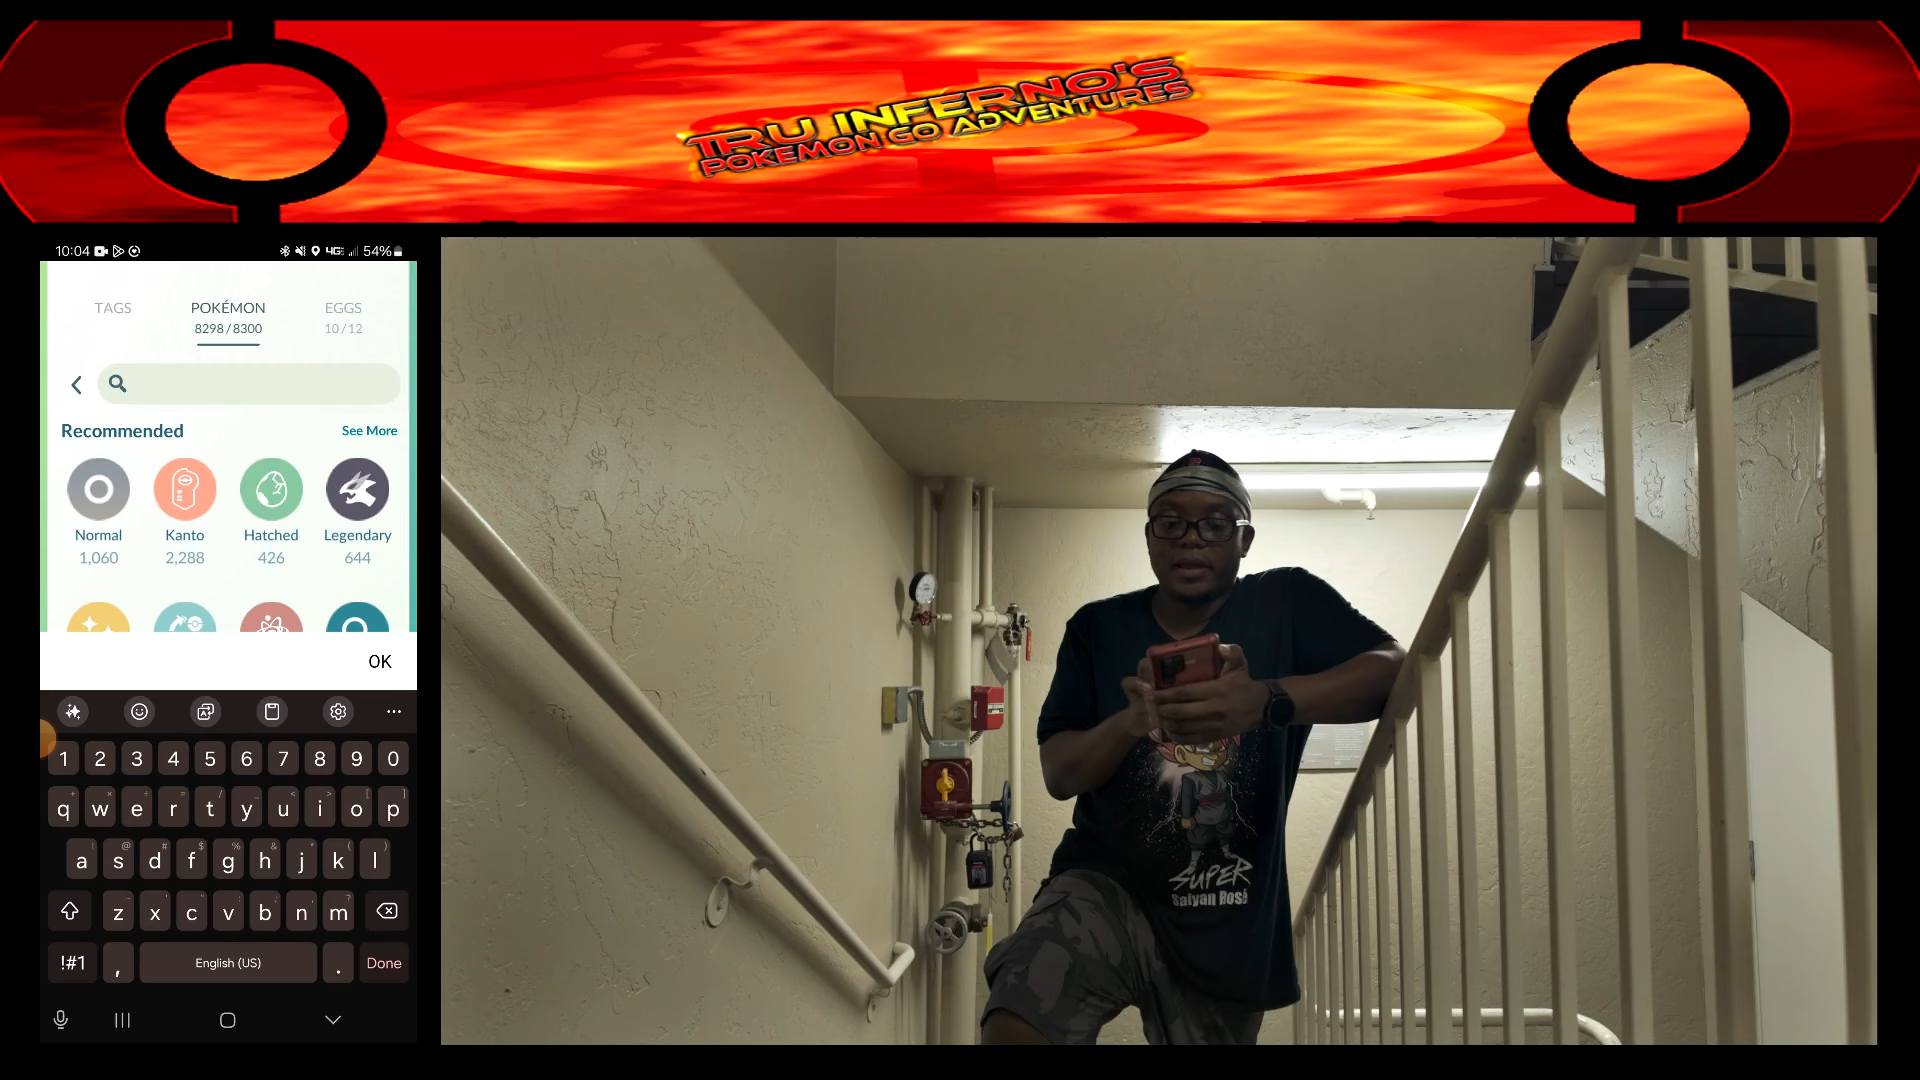 TRU INFERNO'S
POKEMON GO ADVENTURES
10:04
4G
54%
TAGS
POKÉMON
EGGS
8298/8300
10/12
Recommended
See More
Normal
Kanto
Hatched
Legendary
1,060
2,288
426
644
OK
1 2 3 4 5 6 7 8 9 0
q w e r t y u i o p
a s d f g h j k l
z x c v b n m
!#1 , English (US) . Done
SUPER
Saiyan Rosé